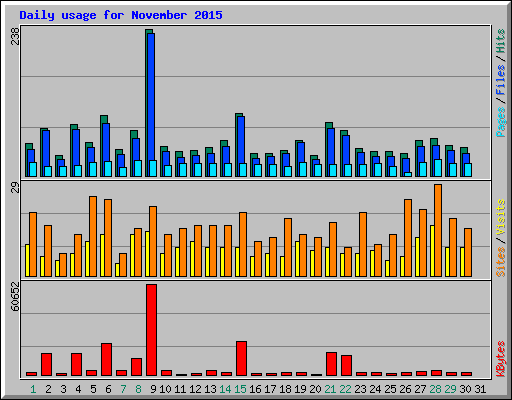 Daily usage for November 2015
238
Pages / Files / Hits
29
Sites / Visits
60652
KBytes
1 2 3 4 5 6 7 8 9 10 11 12 13 14 15 16 17 18 19 20 21 22 23 24 25 26 27 28 29 30 31